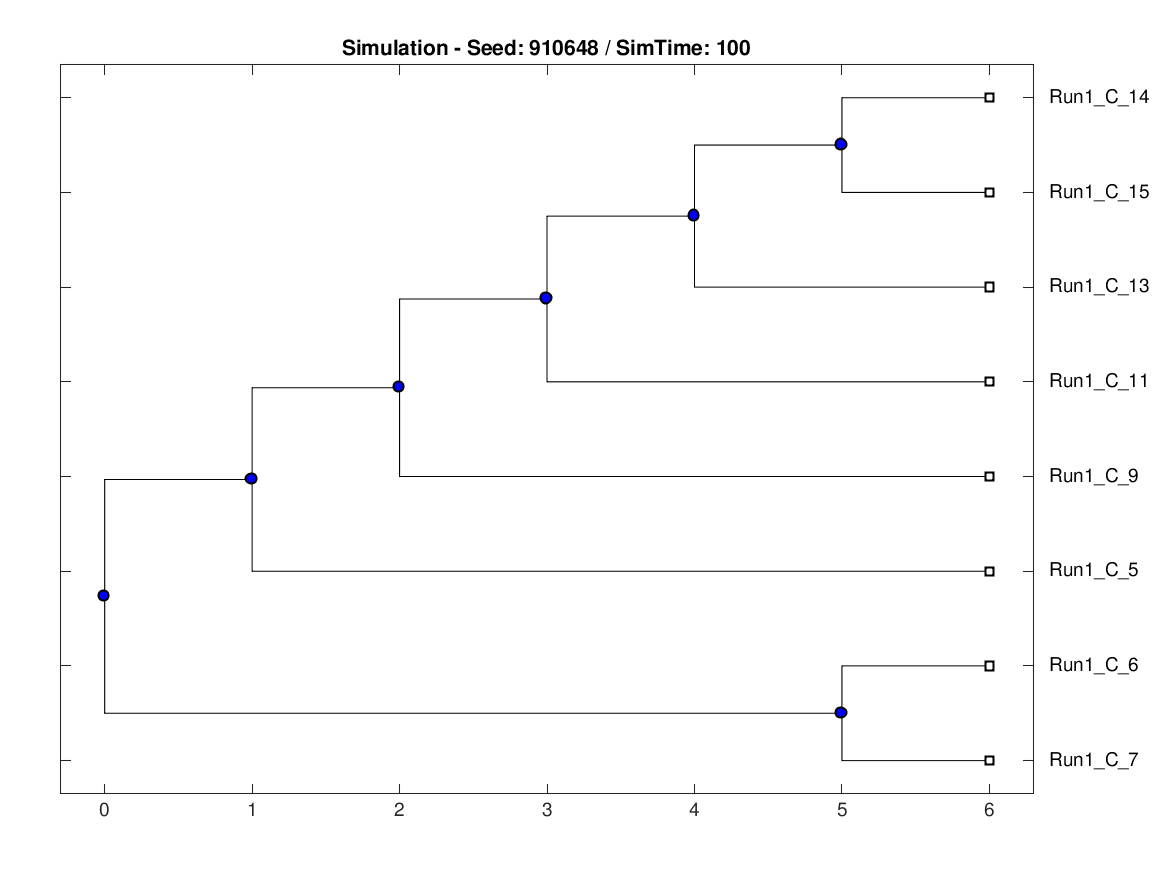 Simulation - Seed: 910648 / SimTime: 100
Run1_C_14
Run1_C_15
Run1_C_13
Run1_C_11
Run1_C_9
Run1_C_5
Run1_C_6
Run1_C_7
0 1 2 3 4 5 6